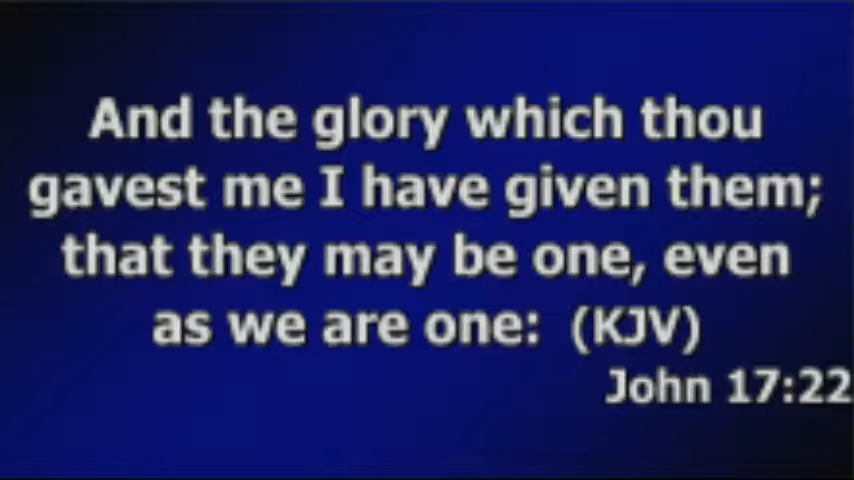 And the glory which thou
gavest me I have given them;
that they may be one, even
as we are one: (KJV)
John 17:22